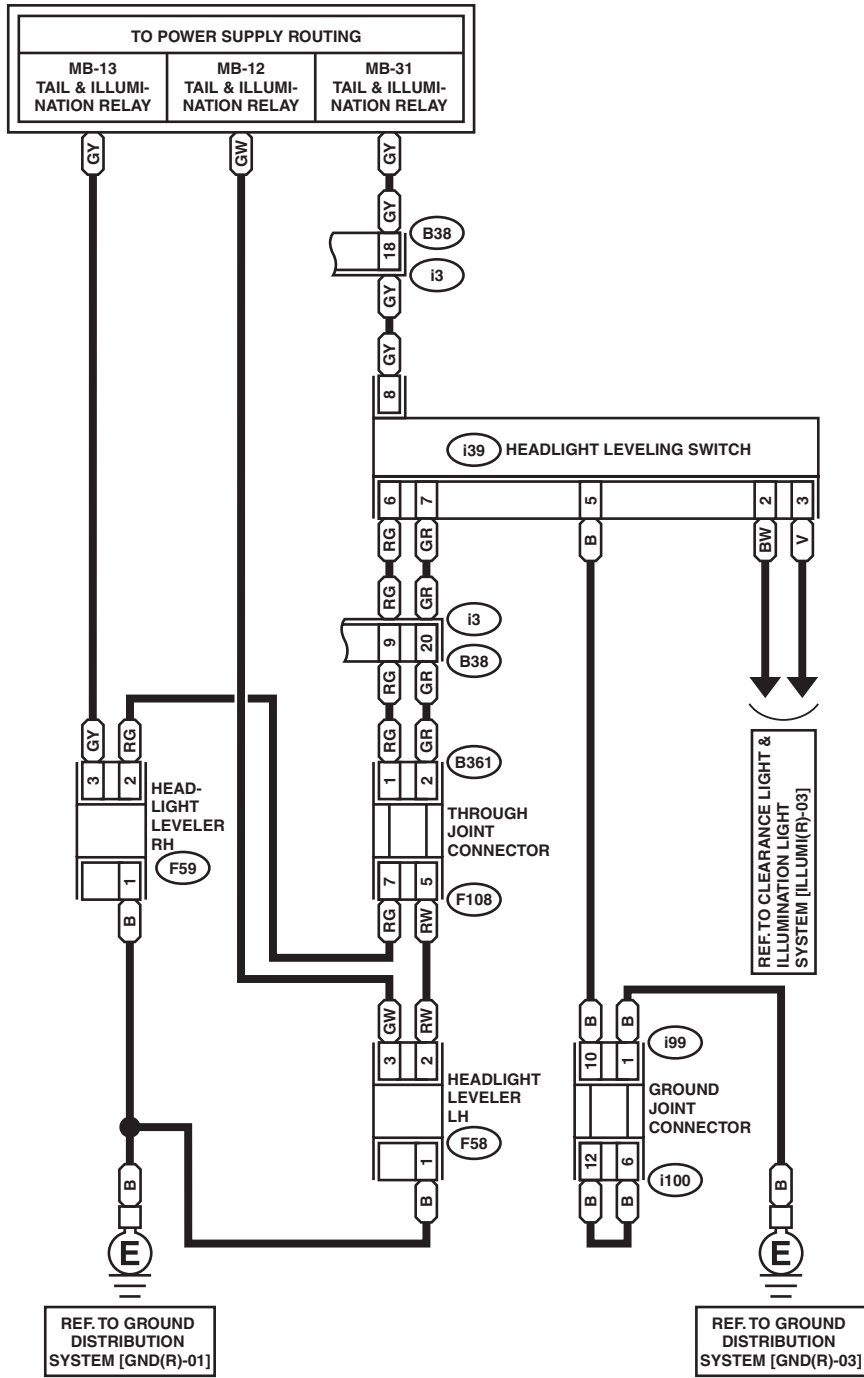 TO POWER SUPPLY ROUTING
MB-13
TAIL & ILLUMI-
NATION RELAY
MB-12
TAIL & ILLUMI-
NATION RELAY
MB-31
TAIL & ILLUMI-
NATION RELAY
GY
GW
GY
GY
18
B38
i3
GY
GY
8
i39 HEADLIGHT LEVELING SWITCH
6
7
5
2
3
RG
GR
B
BW
V
RG
GR
i3
9
20
B38
RG
GR
GY
RG
RG
GR
B361
3
2
HEAD-
LIGHT
LEVELER
RH
F59
1
B
1
2
THROUGH
JOINT
CONNECTOR
7
5
F108
RG
RW
REF. TO CLEARANCE LIGHT &
ILLUMINATION LIGHT
SYSTEM [ILLUMI(R)-03]
GW
RW
3
2
HEADLIGHT
LEVELER
LH
F58
1
B
B
B
10
1
i99
GROUND
JOINT
CONNECTOR
12
6
i100
B
B
B
E
REF. TO GROUND
DISTRIBUTION
SYSTEM [GND(R)-01]
B
E
REF. TO GROUND
DISTRIBUTION
SYSTEM [GND(R)-03]